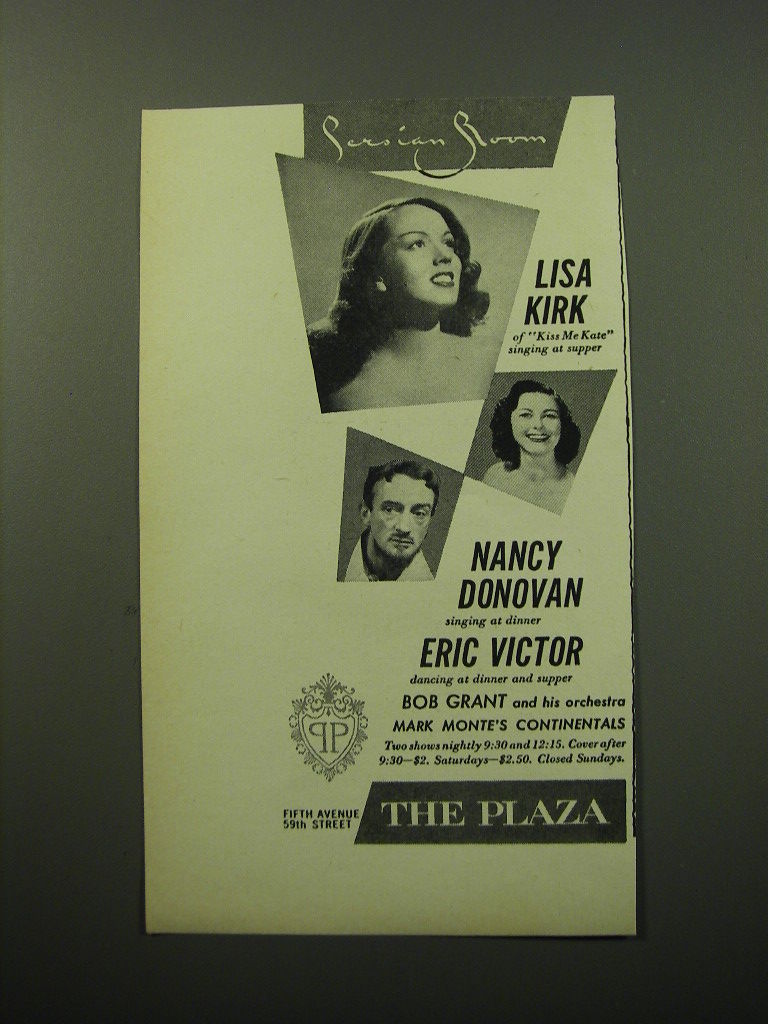 Persian Room
LISA
KIRK
of "Kiss Me Kate"
singing at supper
NANCY
DONOVAN
singing at dinner
ERIC VICTOR
dancing at dinner and supper
BOB GRANT and his orchestra
MARK MONTE'S CONTINENTALS
Two shows nightly 9:30 and 12:15. Cover after
9:30—$2. Saturdays—$2.50. Closed Sundays.
PP
FIFTH AVENUE
59th STREET
THE PLAZA